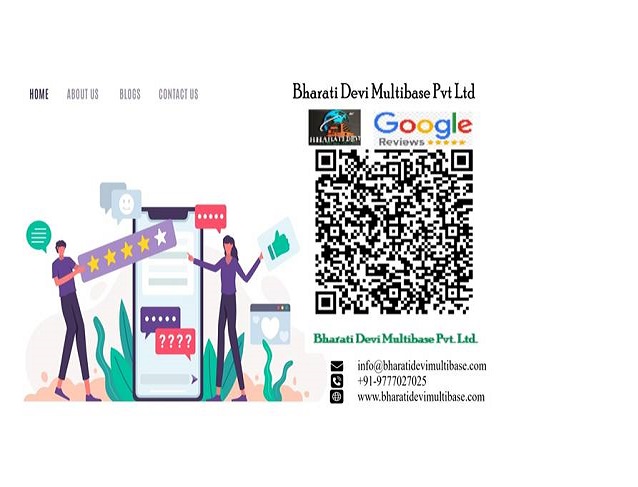 HOME ABOUT US BLOGS CONTACT US
Bharati Devi Multibase Pvt Ltd
BHARATI DEVI
Google
Reviews
????
Bharati Devi Multibase Pvt. Ltd.
info@bharatidevimultibase.com
+91-9777027025
www.bharatidevimultibase.com